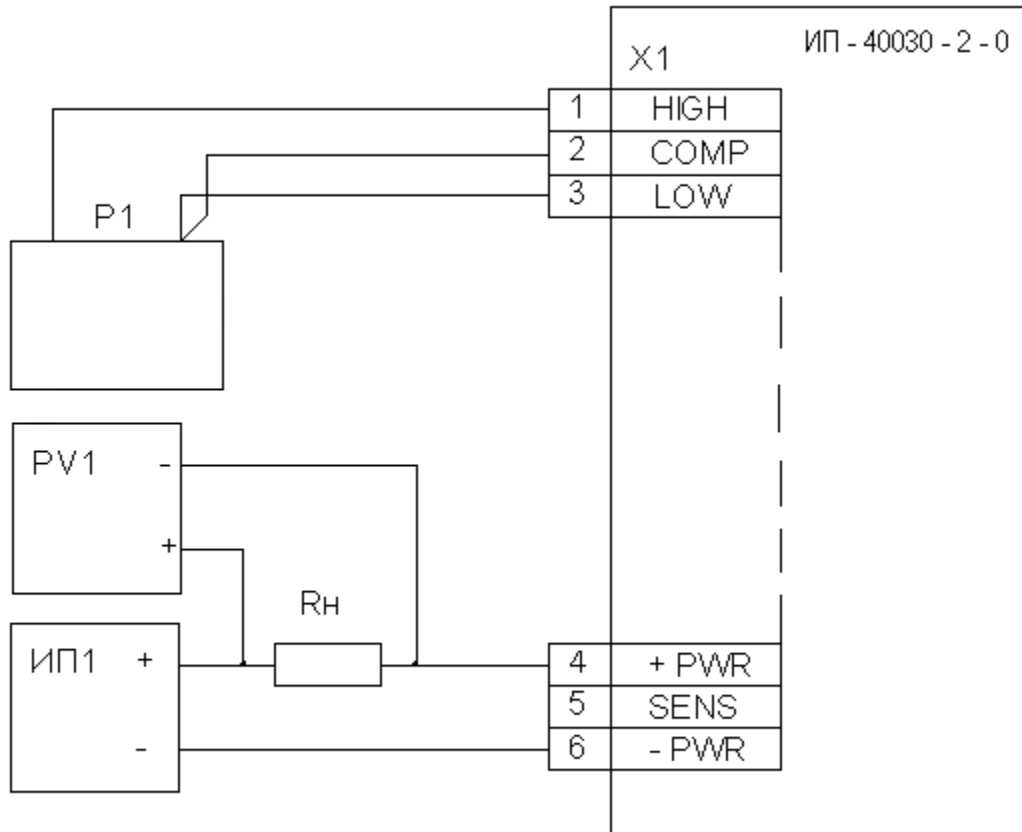 ИП - 40030 - 2 - 0
X1
1 HIGH
2 COMP
3 LOW
P1
PV1 -
+
Rн
ИП1 +
-
4 + PWR
5 SENS
6 - PWR